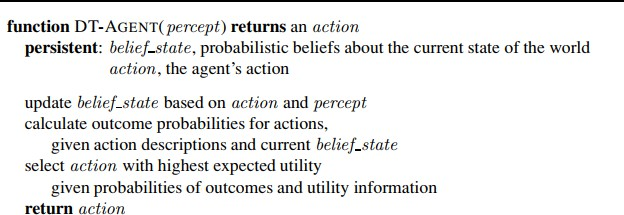 function DT-AGENT(percept) returns an action
persistent: belief_state, probabilistic beliefs about the current state of the world
action, the agent's action
update belief_state based on action and percept
calculate outcome probabilities for actions,
given action descriptions and current belief_state
select action with highest expected utility
given probabilities of outcomes and utility information
return action